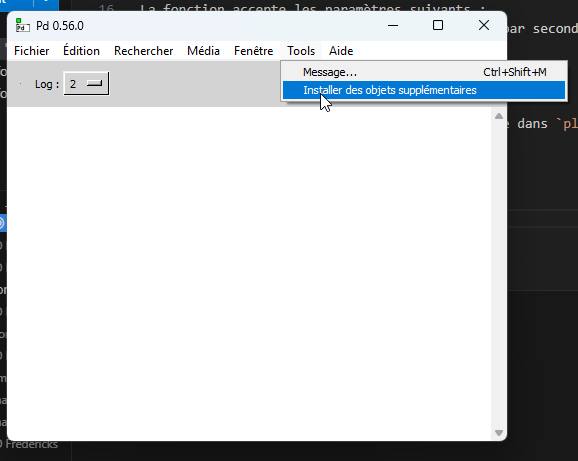 16 La fonction accepte les paramètres suivants :
Pd 0.56.0
par second
Fichier Édition Rechercher Média Fenêtre Tools Aide
Log : 2
Message... Ctrl+Shift+M
Installer des objets supplémentaires
dans `pl
Fredericks